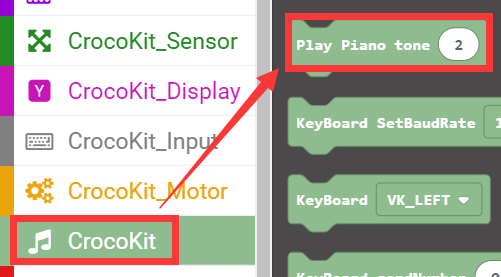 CrocoKit_Sensor
CrocoKit_Display
CrocoKit_Input
CrocoKit_Motor
CrocoKit
Play Piano tone 2
KeyBoard SetBaudRate
KeyBoard VK_LEFT